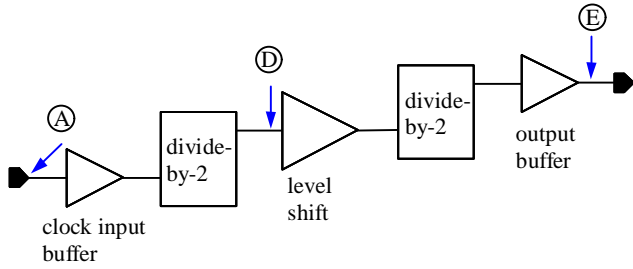 A
clock input
buffer
divide-
by-2
D
level
shift
divide-
by-2
output
buffer
E